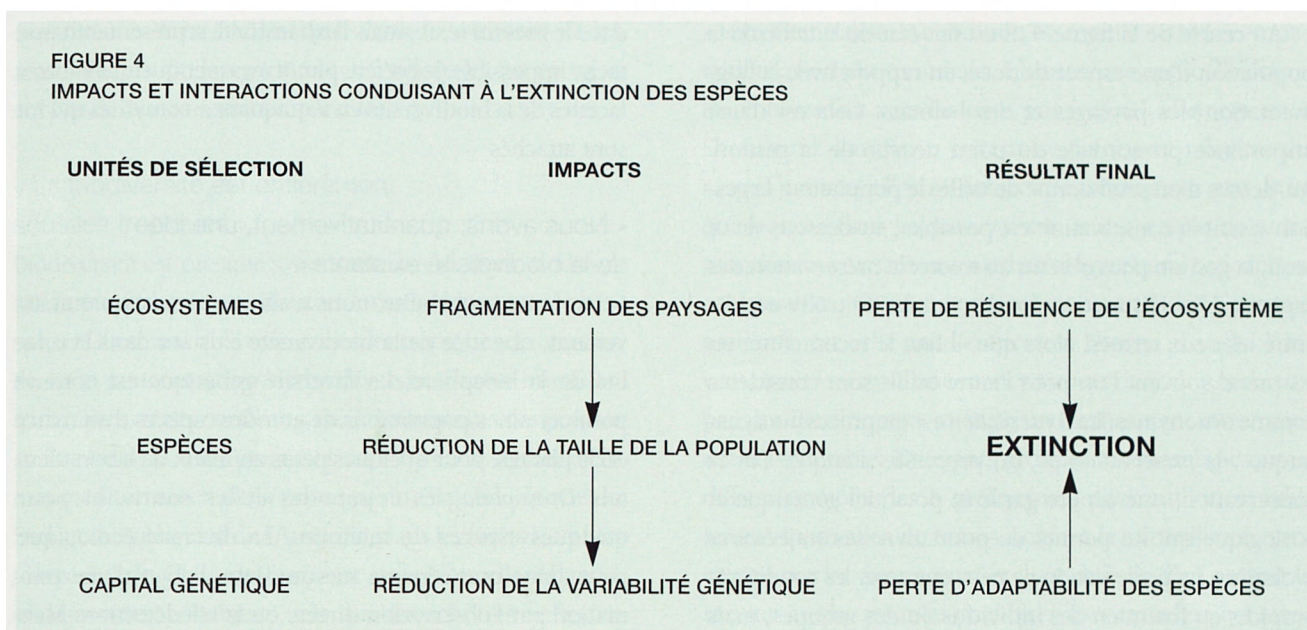 FIGURE 4
IMPACTS ET INTERACTIONS CONDUISANT À L'EXTINCTION DES ESPÈCES
UNITÉS DE SÉLECTION IMPACTS RÉSULTAT FINAL
ÉCOSYSTÈMES FRAGMENTATION DES PAYSAGES PERTE DE RÉSILIENCE DE L'ÉCOSYSTÈME
ESPÈCES RÉDUCTION DE LA TAILLE DE LA POPULATION EXTINCTION
CAPITAL GÉNÉTIQUE RÉDUCTION DE LA VARIABILITÉ GÉNÉTIQUE PERTE D'ADAPTABILITÉ DES ESPÈCES